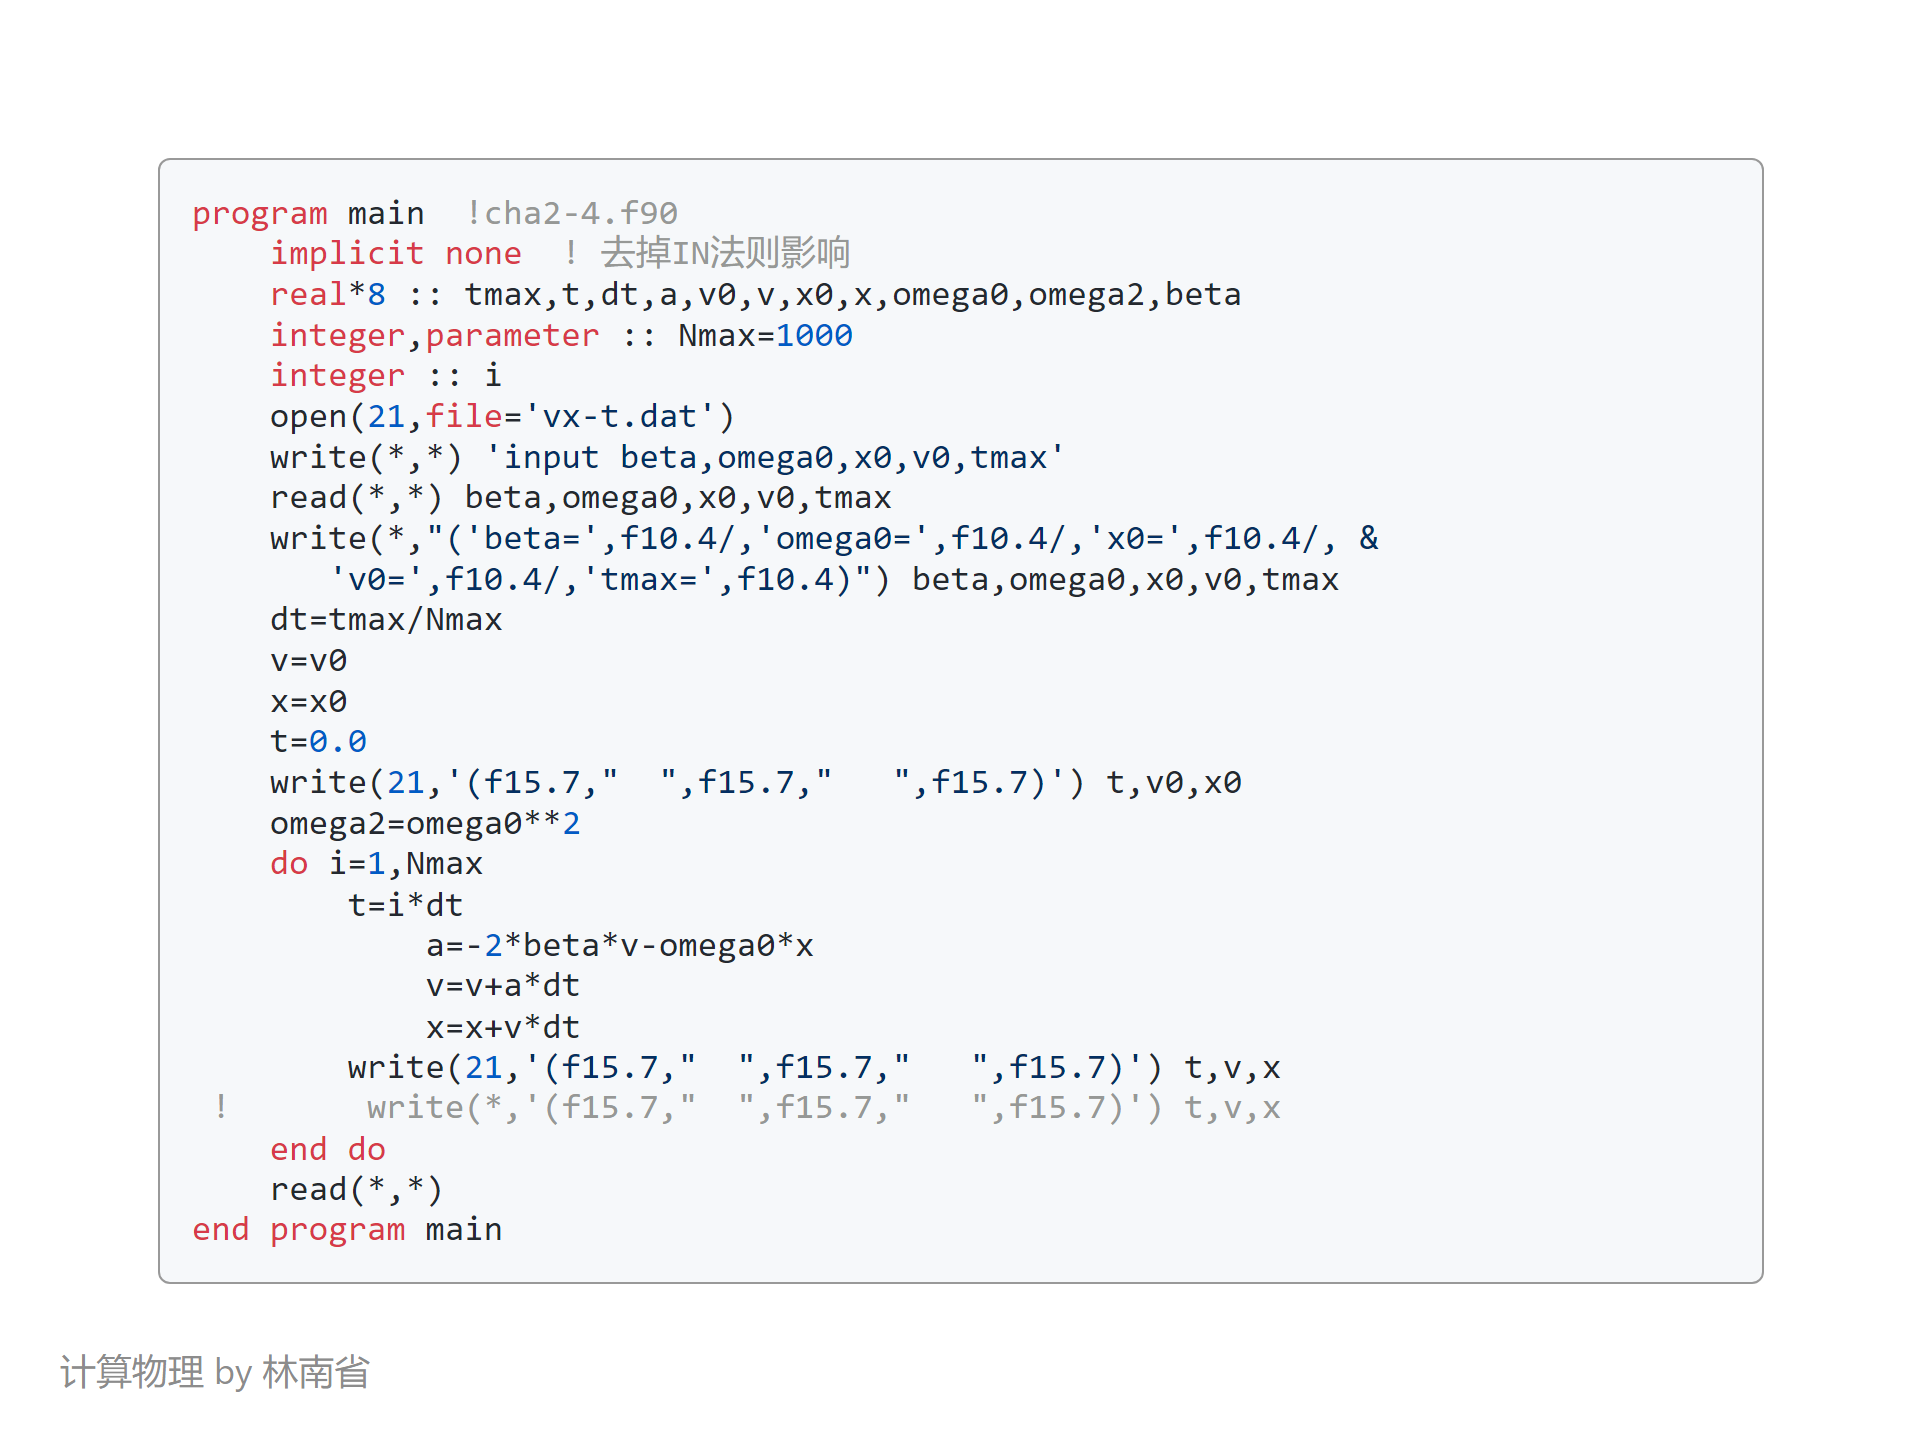 program main  !cha2-4.f90
    implicit none  ! 去掉IN法则影响
    real*8 :: tmax,t,dt,a,v0,v,x0,x,omega0,omega2,beta
    integer,parameter :: Nmax=1000
    integer :: i
    open(21,file='vx-t.dat')
    write(*,*) 'input beta,omega0,x0,v0,tmax'
    read(*,*) beta,omega0,x0,v0,tmax
    write(*,"('beta=',f10.4/,'omega0=',f10.4/,'x0=',f10.4/, &
       'v0=',f10.4/,'tmax=',f10.4)") beta,omega0,x0,v0,tmax
    dt=tmax/Nmax
    v=v0
    x=x0
    t=0.0
    write(21,'(f15.7,"  ",f15.7,"   ",f15.7)') t,v0,x0
    omega2=omega0**2
    do i=1,Nmax
        t=i*dt
            a=-2*beta*v-omega0*x
            v=v+a*dt
            x=x+v*dt
        write(21,'(f15.7,"  ",f15.7,"   ",f15.7)') t,v,x
 !       write(*,'(f15.7,"  ",f15.7,"   ",f15.7)') t,v,x
    end do
    read(*,*)
end program main
计算物理 by 林南省